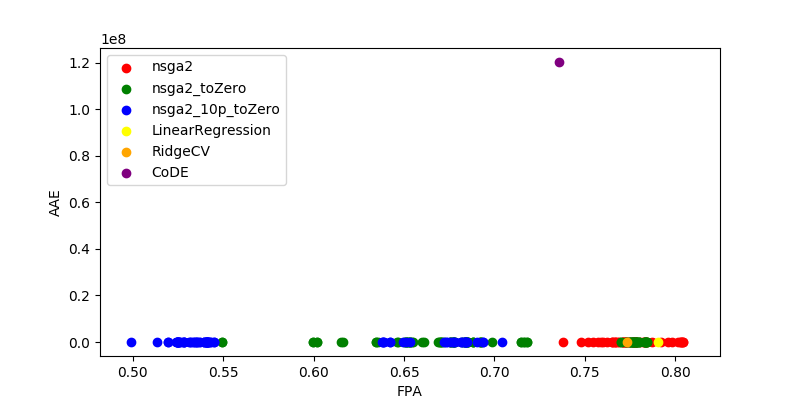 1e8
1.2
1.0
0.8
0.6
0.4
0.2
0.0
AAE
nsga2
nsga2_toZero
nsga2_10p_toZero
LinearRegression
RidgeCV
CoDE
0.50 0.55 0.60 0.65 0.70 0.75 0.80
FPA